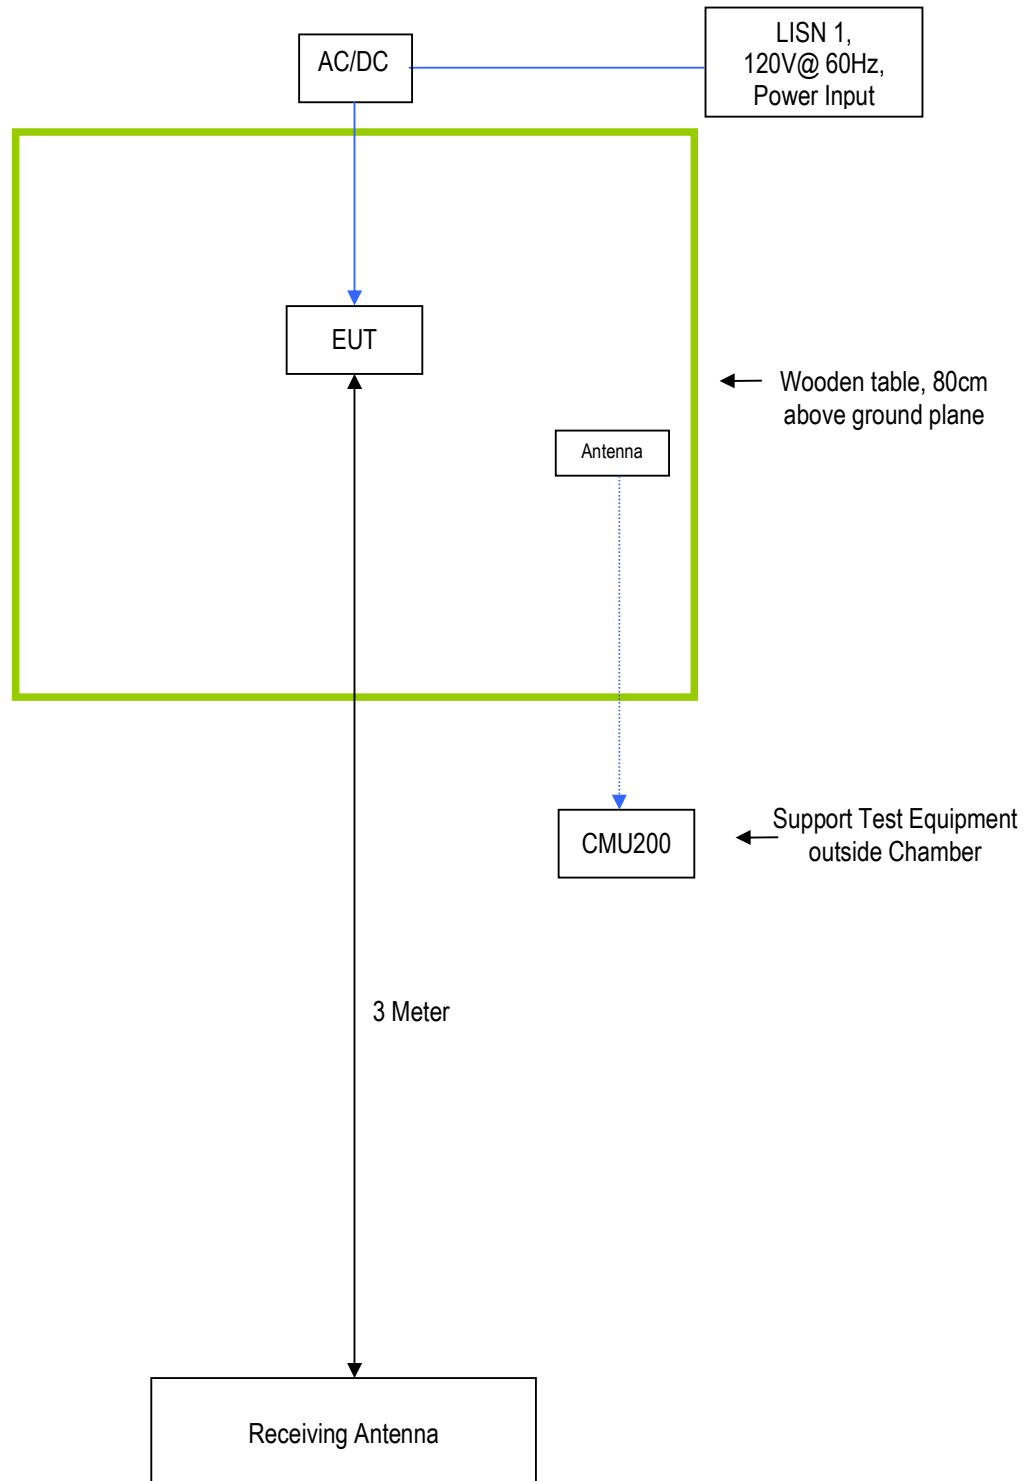 LISN 1,
120V@ 60Hz,
Power Input
AC/DC
EUT
Wooden table, 80cm
above ground plane
Antenna
Support Test Equipment
outside Chamber
CMU200
3 Meter
Receiving Antenna